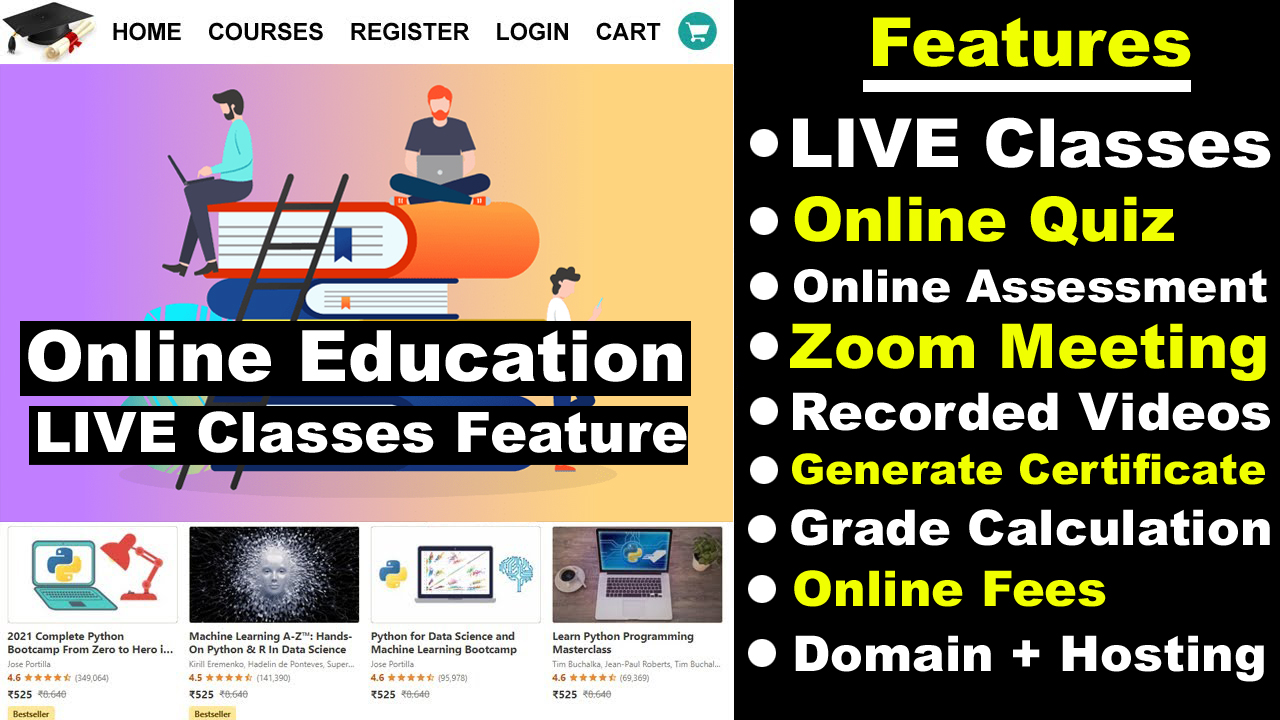 HOME COURSES REGISTER LOGIN CART
Online Education
LIVE Classes Feature
2021 Complete Python
Bootcamp From Zero to Hero i...
Jose Portilla
4.6 (349,064)
₹525 ₹8,640
Bestseller
Machine Learning A-Z™: Hands-
On Python & R In Data Science
Kirill Eremenko, Hadelin de Ponteves, Super...
4.5 (141,390)
₹525 ₹8,640
Bestseller
Python for Data Science and
Machine Learning Bootcamp
Jose Portilla
4.6 (95,978)
₹525 ₹8,640
Learn Python Programming
Masterclass
Tim Buchalka, Jean-Paul Roberts, Tim Buchal...
4.6 (69,369)
₹525 ₹8,640
Features
• LIVE Classes
• Online Quiz
• Online Assessment
• Zoom Meeting
• Recorded Videos
• Generate Certificate
• Grade Calculation
• Online Fees
• Domain + Hosting